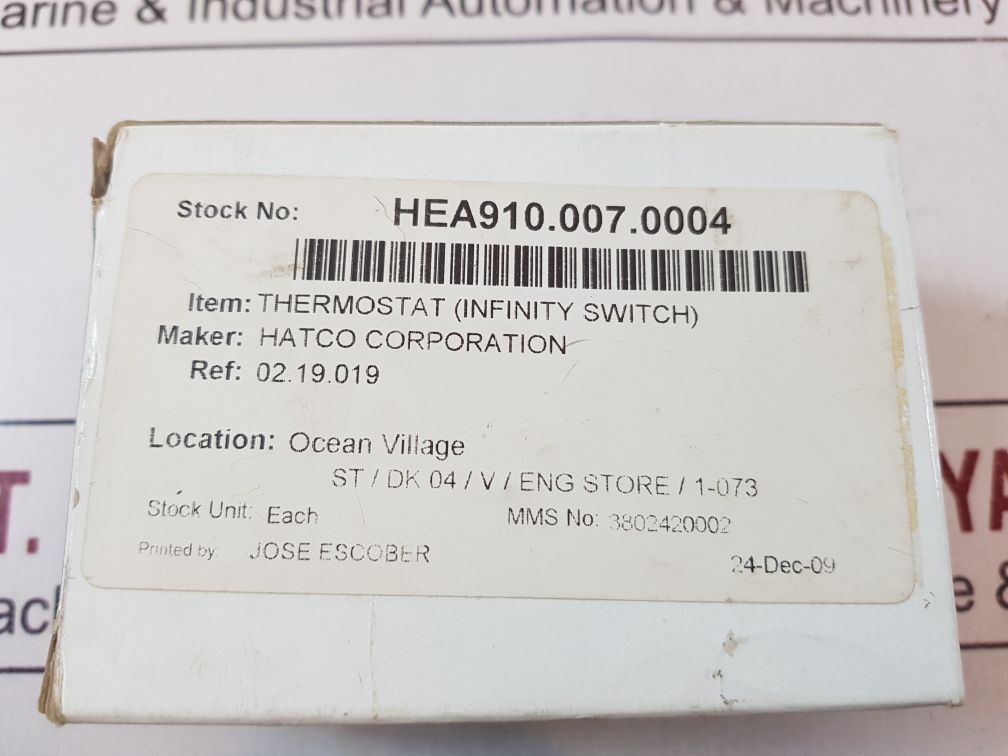 arine & Industrial Automation & Machinery
Stock No: HEA910.007.0004
Item: THERMOSTAT (INFINITY SWITCH)
Maker: HATCO CORPORATION
Ref: 02.19.019
Location: Ocean Village
ST / DK 04 / V / ENG STORE / 1-073
Stock Unit: Each MMS No: 3802420002
Printed by: JOSE ESCOBER 24-Dec-09
T. YA
ach e &